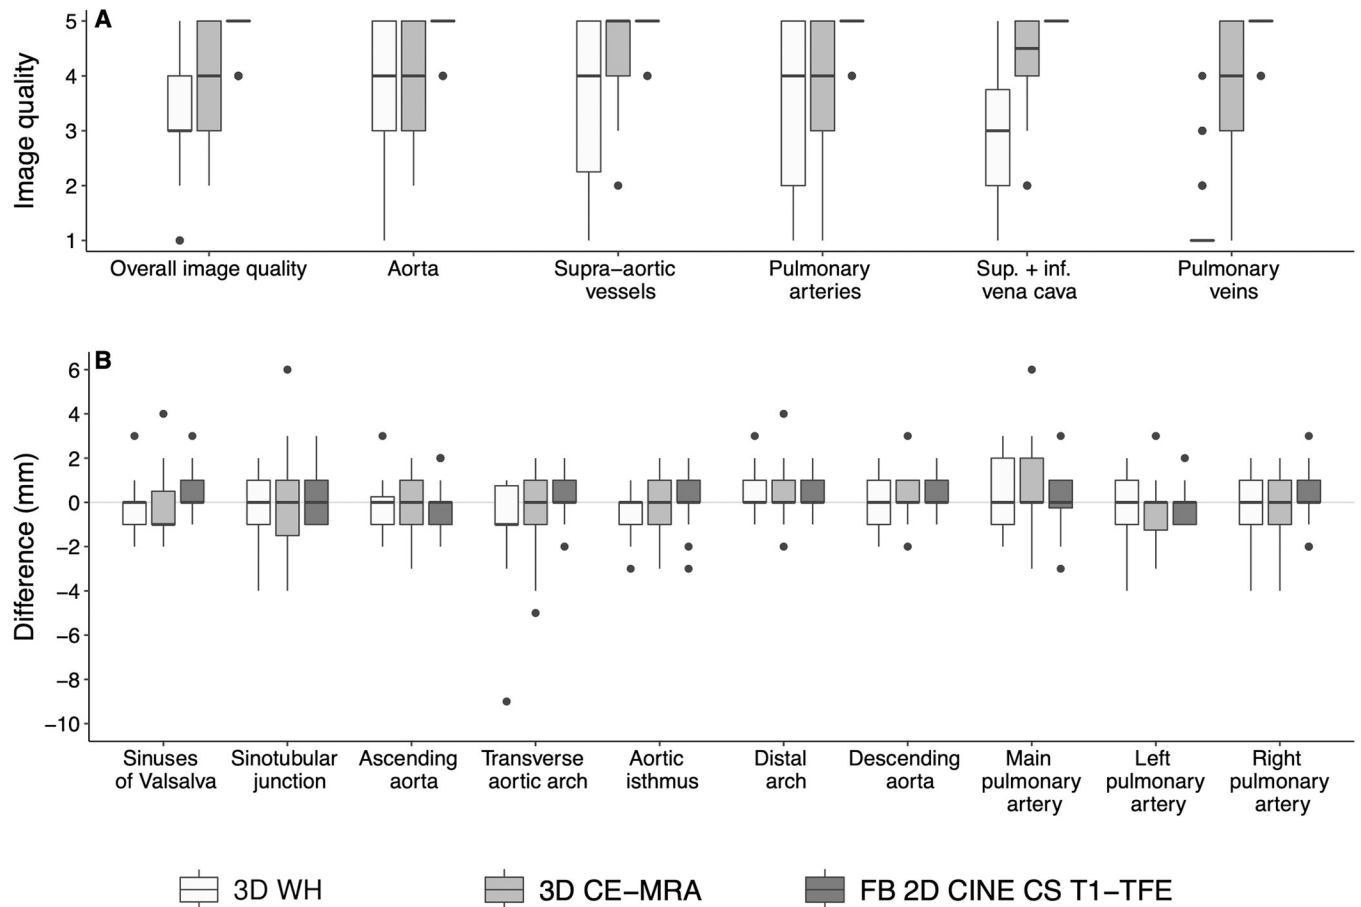 A
Image quality
5
4
3
2
1
Overall image quality
Aorta
Supra−aortic
vessels
Pulmonary
arteries
Sup. + inf.
vena cava
Pulmonary
veins
B
Difference (mm)
6
4
2
0
−2
−4
−6
−8
−10
Sinuses
of Valsalva
Sinotubular
junction
Ascending
aorta
Transverse
aortic arch
Aortic
isthmus
Distal
arch
Descending
aorta
Main
pulmonary
artery
Left
pulmonary
artery
Right
pulmonary
artery
3D WH
3D CE−MRA
FB 2D CINE CS T1−TFE